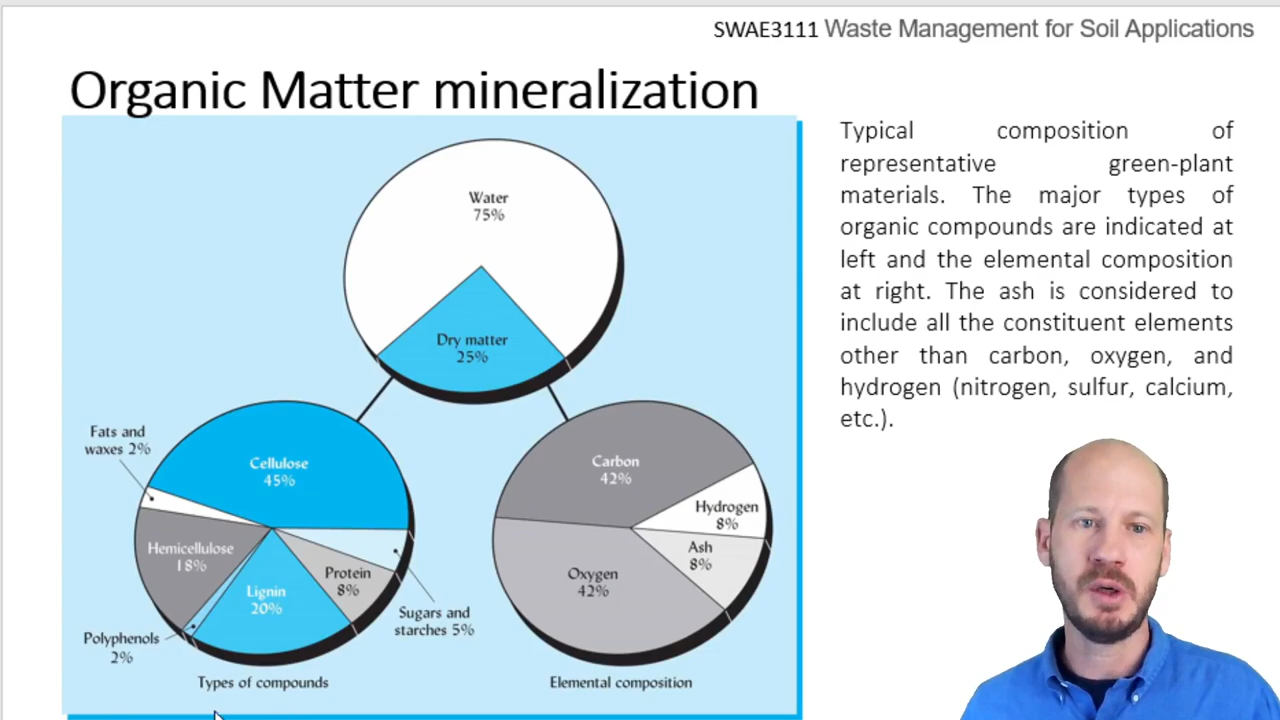 SWAE3111 Waste Management for Soil Applications
Organic Matter mineralization
Water
75%
Dry matter
25%
Fats and
waxes 2%
Cellulose
45%
Hemicellulose
18%
Lignin
20%
Protein
8%
Sugars and
starches 5%
Polyphenols
2%
Types of compounds
Carbon
42%
Hydrogen
8%
Ash
8%
Oxygen
42%
Elemental composition
Typical composition of
representative green-plant
materials. The major types of
organic compounds are indicated at
left and the elemental composition
at right. The ash is considered to
include all the constituent elements
other than carbon, oxygen, and
hydrogen (nitrogen, sulfur, calcium,
etc.).